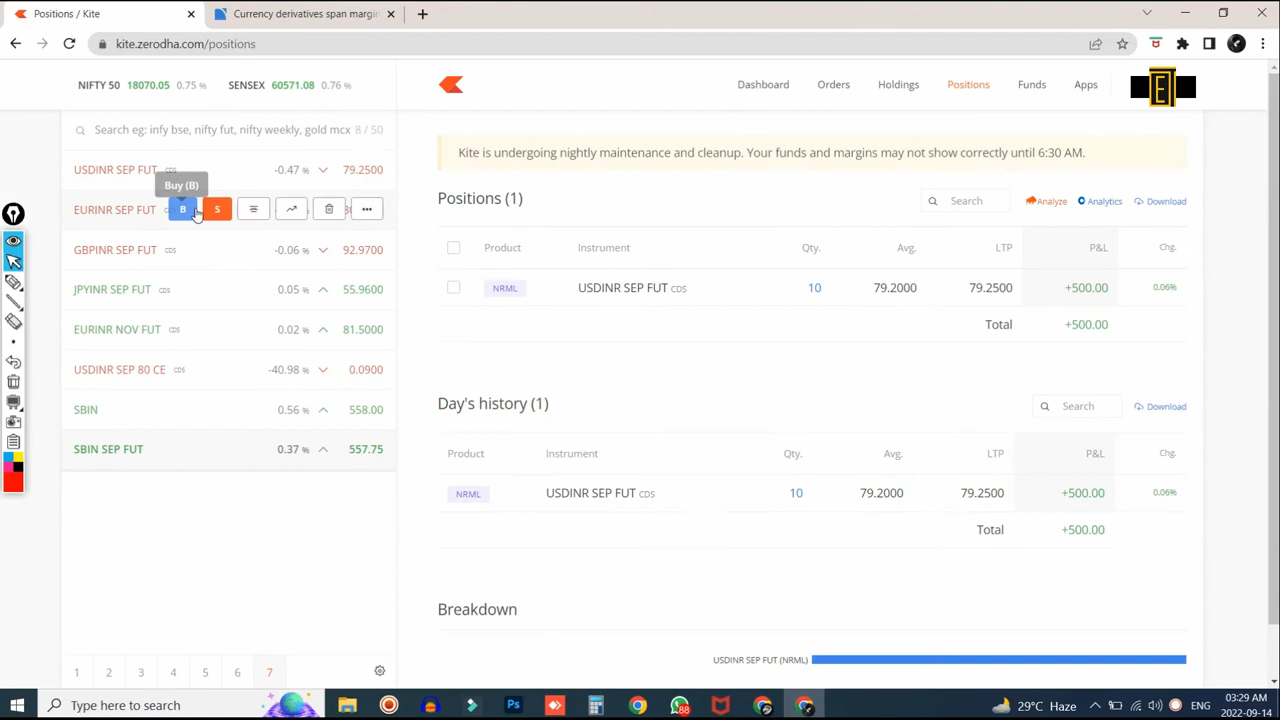 Positions / Kite
Currency derivatives span margin
kite.zerodha.com/positions
NIFTY 50 18070.05 0.75 % SENSEX 60571.08 0.76 %
Dashboard Orders Holdings Positions Funds Apps
E
Search eg: infy bse, nifty fut, nifty weekly, gold mcx 8 / 50
USDINR SEP FUT CDS -0.47 % 79.2500
Buy (B)
EURINR SEP FUT B S
GBPINR SEP FUT CDS -0.06 % 92.9700
JPYINR SEP FUT CDS 0.05 % 55.9600
EURINR NOV FUT CDS 0.02 % 81.5000
USDINR SEP 80 CE CDS -40.98 % 0.0900
SBIN 0.56 % 558.00
SBIN SEP FUT 0.37 % 557.75
1 2 3 4 5 6 7
Kite is undergoing nightly maintenance and cleanup. Your funds and margins may not show correctly until 6:30 AM.
Positions (1) Search Analyze Analytics Download
Product Instrument Qty. Avg. LTP P&L Chg.
NRML USDINR SEP FUT CDS 10 79.2000 79.2500 +500.00 0.06%
Total +500.00
Day's history (1) Search Download
Product Instrument Qty. Avg. LTP P&L Chg.
NRML USDINR SEP FUT CDS 10 79.2000 79.2500 +500.00 0.06%
Total +500.00
Breakdown
USDINR SEP FUT (NRML)
Type here to search
Ps
88
29°C Haze
ENG
03:29 AM
2022-09-14